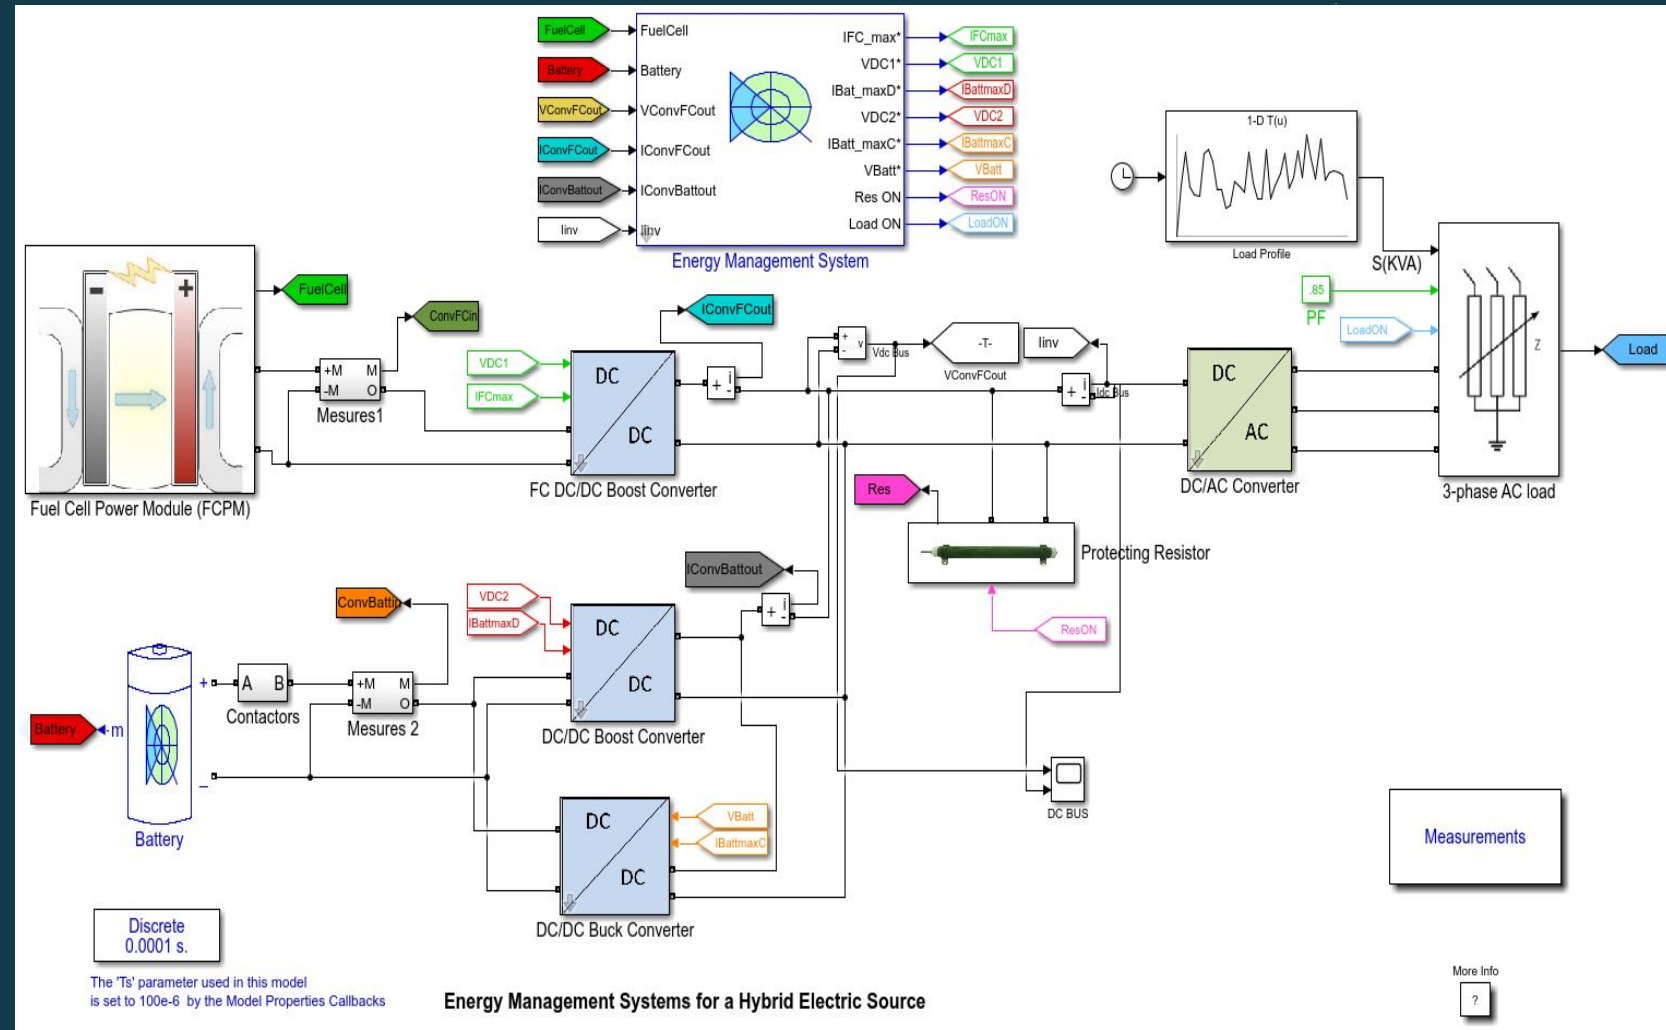 FuelCell
Battery
VConvFCout
IConvFCout
IConvBattout
Iinv
FuelCell
Battery
VConvFCout
IConvFCout
IConvBattout
Iinv
IFC_max*
VDC1*
IBat_maxD*
VDC2*
IBatt_maxC*
VBatt*
Res ON
Load ON
IFCmax
VDC1
IBattmaxD
VDC2
IBattmaxC
VBatt
ResON
LoadON
Energy Management System
1-D T(u)
Load Profile
S(KVA)
.85
PF
LoadON
Z
Load
3-phase AC load
- +
FuelCell
Fuel Cell Power Module (FCPM)
ConvFCin
+M M
-M O
Mesures1
VDC1
IFCmax
DC
DC
FC DC/DC Boost Converter
IConvFCout
+ i -
+ - v
Vdc Bus
-T-
VConvFCout
Iinv
+ i -
Idc Bus
DC
AC
DC/AC Converter
Res
Protecting Resistor
ResON
IConvBattout
+ i -
ConvBattin
VDC2
IBattmaxD
DC
DC
DC/DC Boost Converter
+
A B
Contactors
+M M
-M O
Mesures 2
Battery
m
_
Battery
DC
DC
VBatt
IBattmaxC
DC/DC Buck Converter
DC BUS
Measurements
Discrete
0.0001 s.
The 'Ts' parameter used in this model
is set to 100e-6 by the Model Properties Callbacks
Energy Management Systems for a Hybrid Electric Source
More Info
?